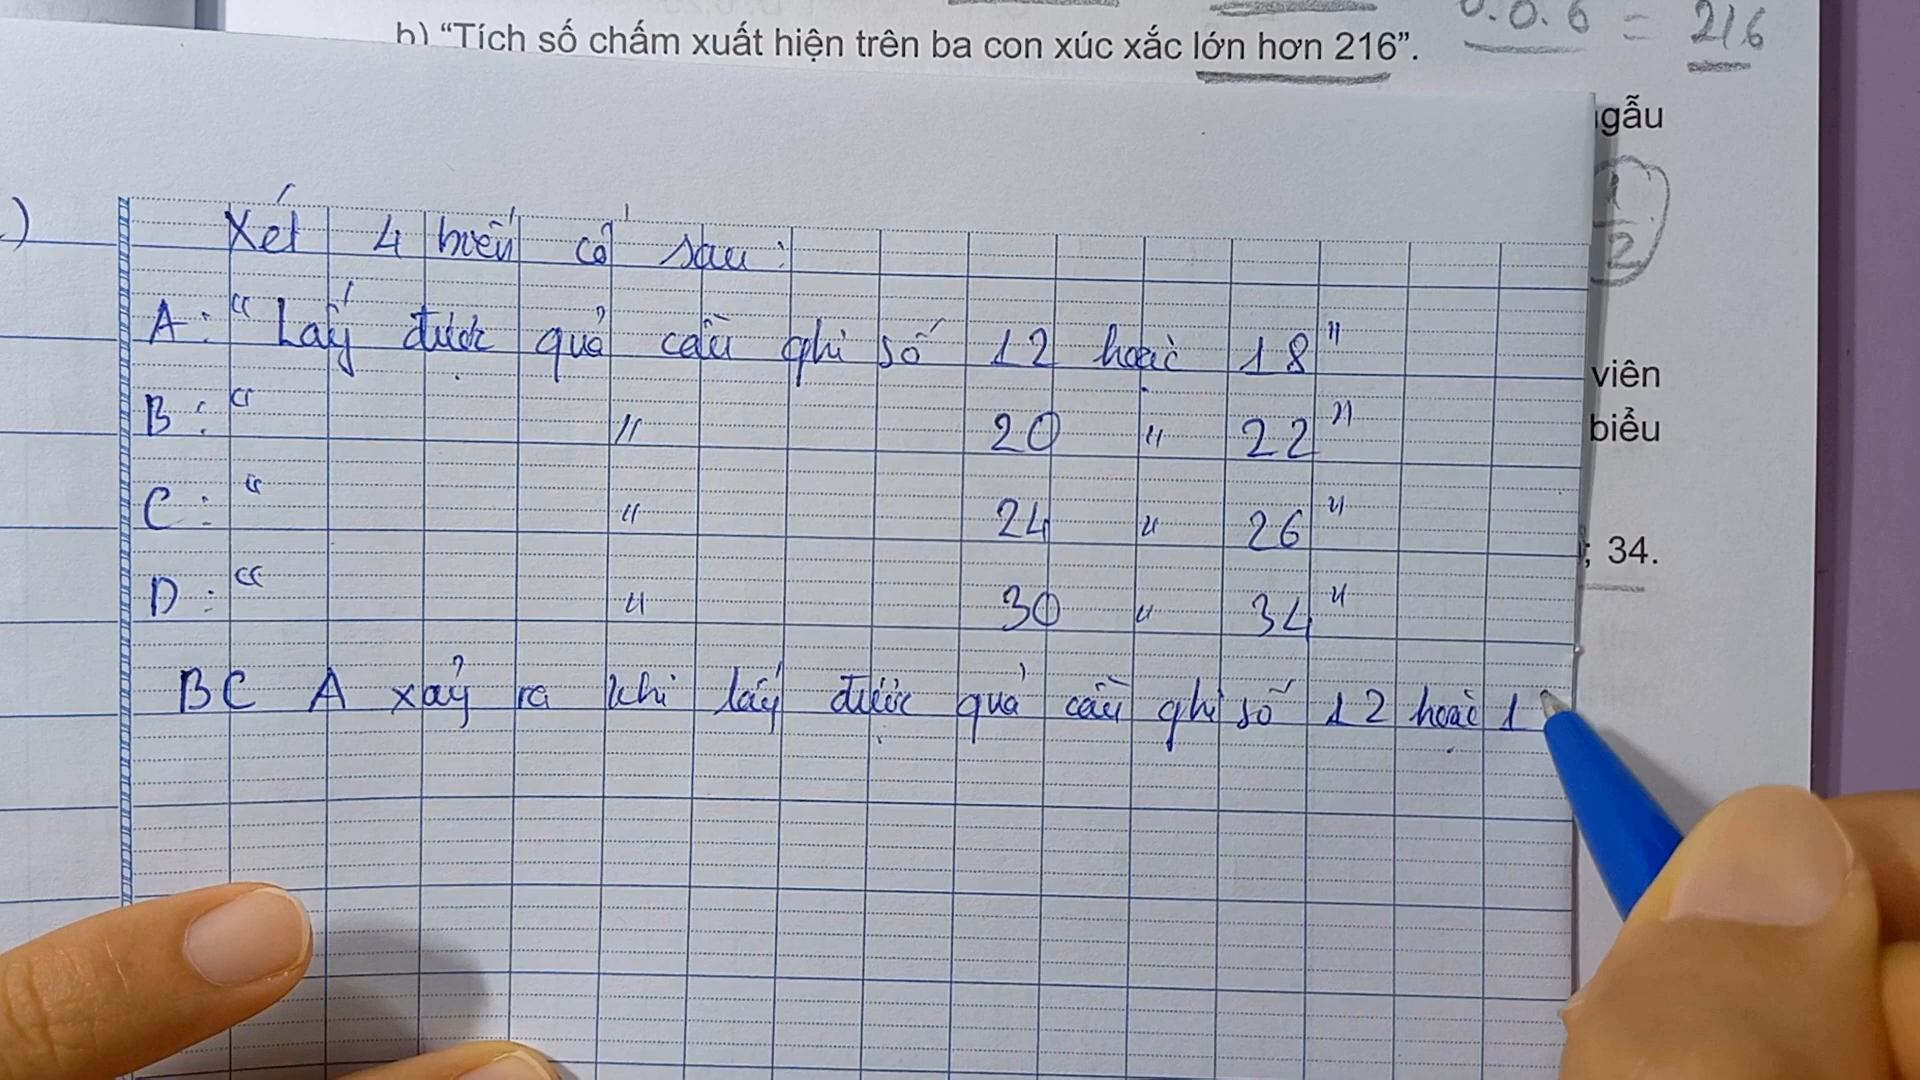 b) “Tích số chấm xuất hiện trên ba con xúc xắc lớn hơn 216”.
6 = 216
gẫu
1
2
viên
biểu
; 34.
)
Xét 4 biến cố sau:
A: “Lấy được quả cầu ghi số 12 hoặc 18”
B: “ " 20 " 22”
C: “ " 24 " 26”
D: “ " 30 " 34”
BC A xảy ra khi lấy được quả cầu ghi số 12 hoặc 1